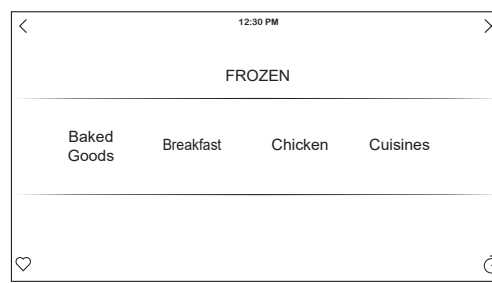 12:30 PM
FROZEN
Baked
Goods
Breakfast
Chicken
Cuisines